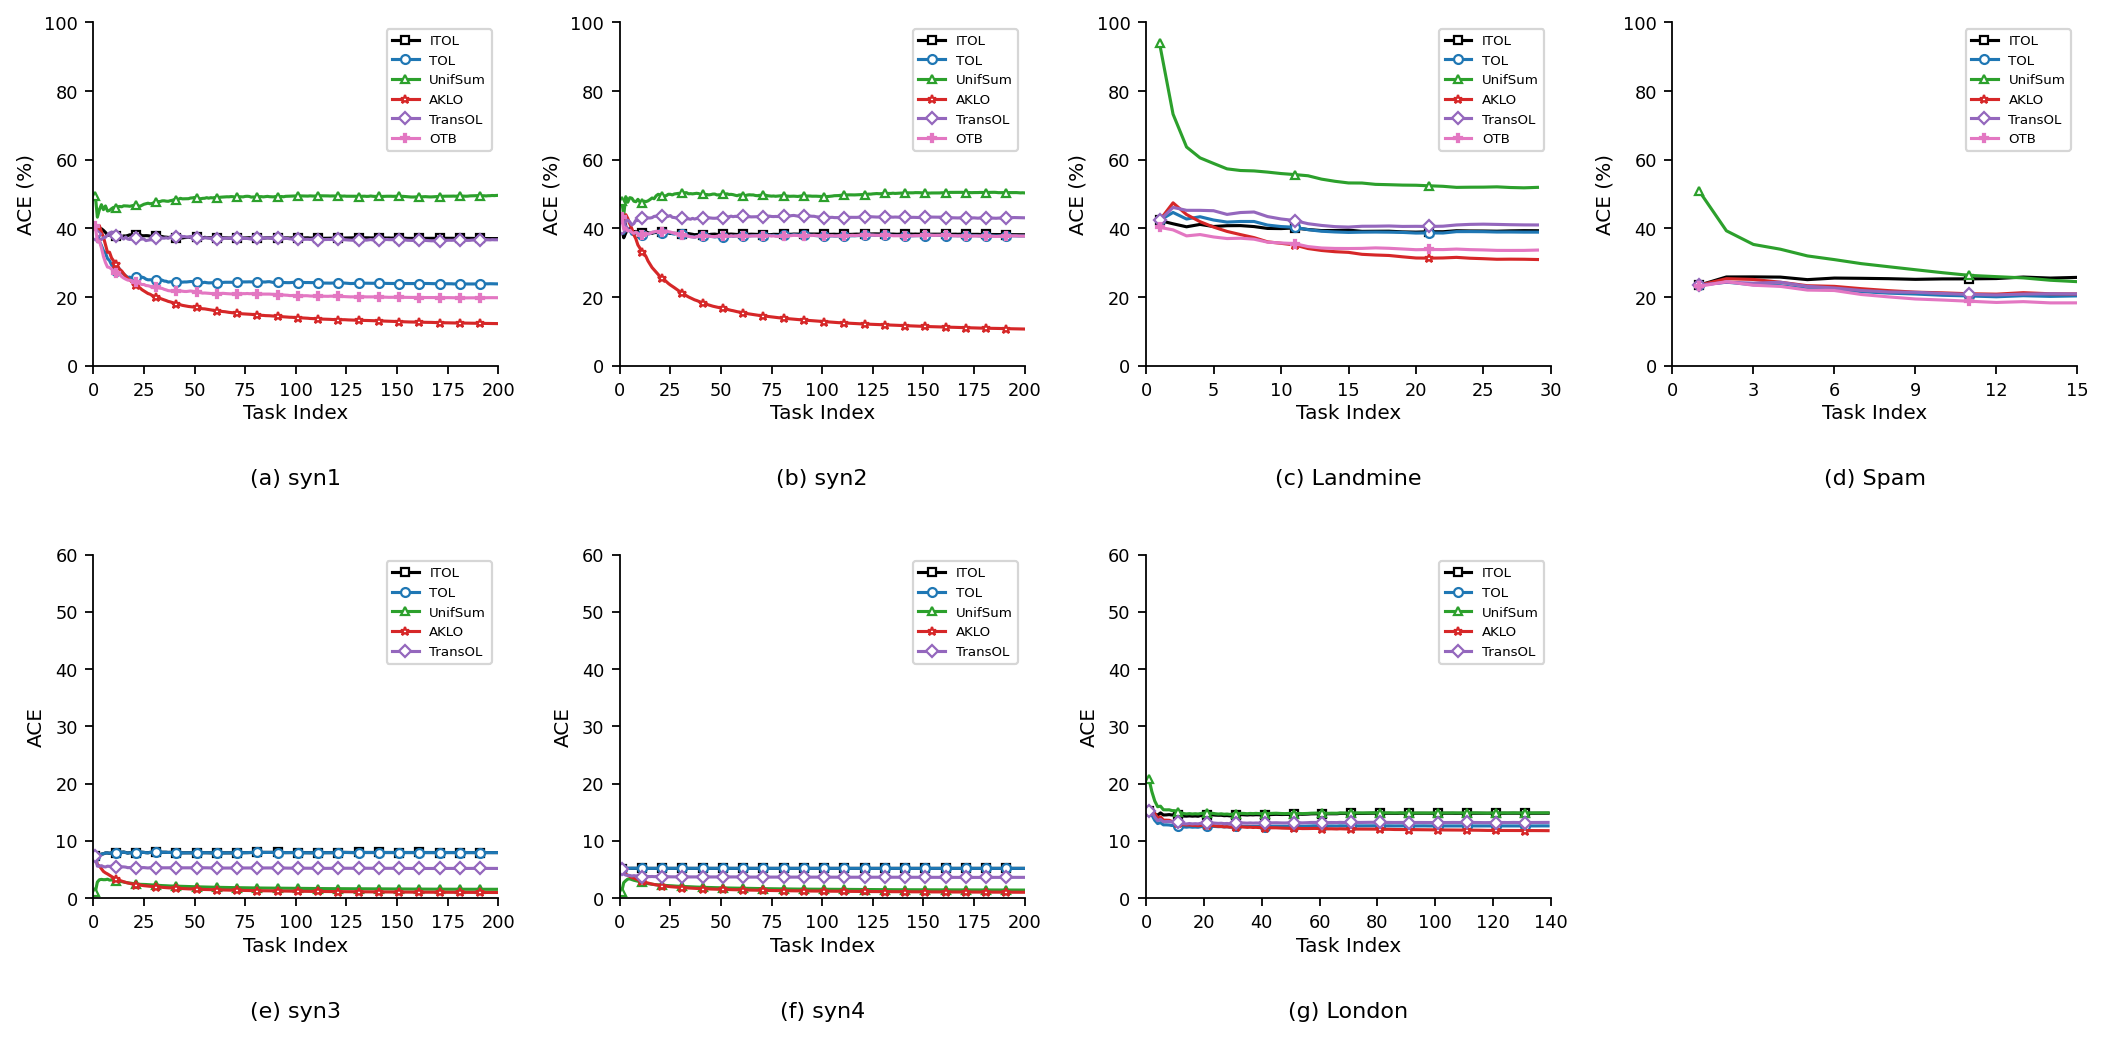 100
80
60
40
20
0
ACE (%)
ITOL
TOL
UnifSum
AKLO
TransOL
OTB
0 25 50 75 100 125 150 175 200
Task Index
(a) syn1
100
80
60
40
20
0
ACE (%)
ITOL
TOL
UnifSum
AKLO
TransOL
OTB
0 25 50 75 100 125 150 175 200
Task Index
(b) syn2
100
80
60
40
20
0
ACE (%)
ITOL
TOL
UnifSum
AKLO
TransOL
OTB
0 5 10 15 20 25 30
Task Index
(c) Landmine
100
80
60
40
20
0
ACE (%)
ITOL
TOL
UnifSum
AKLO
TransOL
OTB
0 3 6 9 12 15
Task Index
(d) Spam
60
50
40
30
20
10
0
ACE
ITOL
TOL
UnifSum
AKLO
TransOL
0 25 50 75 100 125 150 175 200
Task Index
(e) syn3
60
50
40
30
20
10
0
ACE
ITOL
TOL
UnifSum
AKLO
TransOL
0 25 50 75 100 125 150 175 200
Task Index
(f) syn4
60
50
40
30
20
10
0
ACE
ITOL
TOL
UnifSum
AKLO
TransOL
0 20 40 60 80 100 120 140
Task Index
(g) London